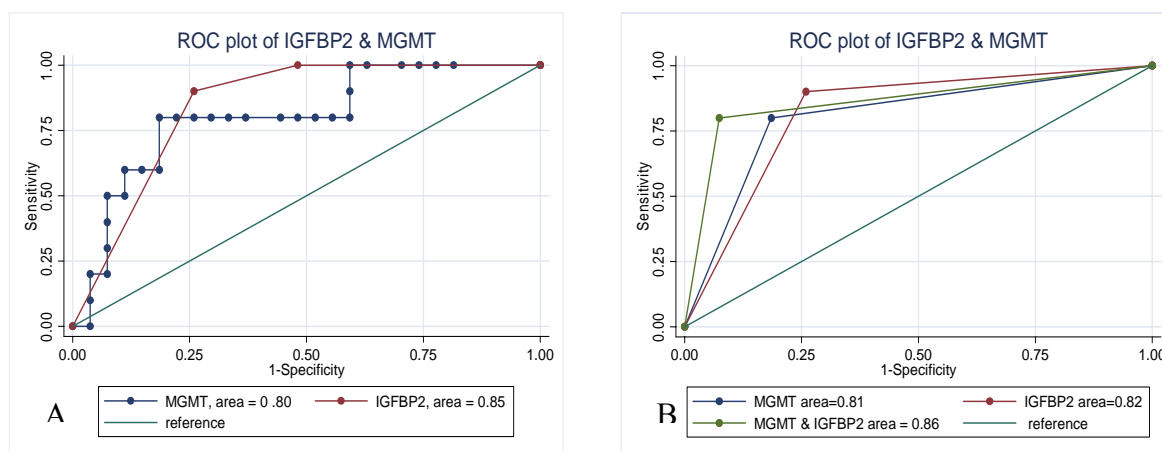 ROC plot of IGFBP2 & MGMT
1.00
0.75
0.50
0.25
0.00
Sensitivity
0.00 0.25 0.50 0.75 1.00
1-Specificity
A
MGMT, area = 0 .80 IGFBP2, area = 0.85
reference
ROC plot of IGFBP2 & MGMT
1.00
0.75
0.50
0.25
0.00
Sensitivity
0.00 0.25 0.50 0.75 1.00
1-Specificity
B
MGMT area=0.81 IGFBP2 area=0.82
MGMT & IGFBP2 area = 0.86 reference